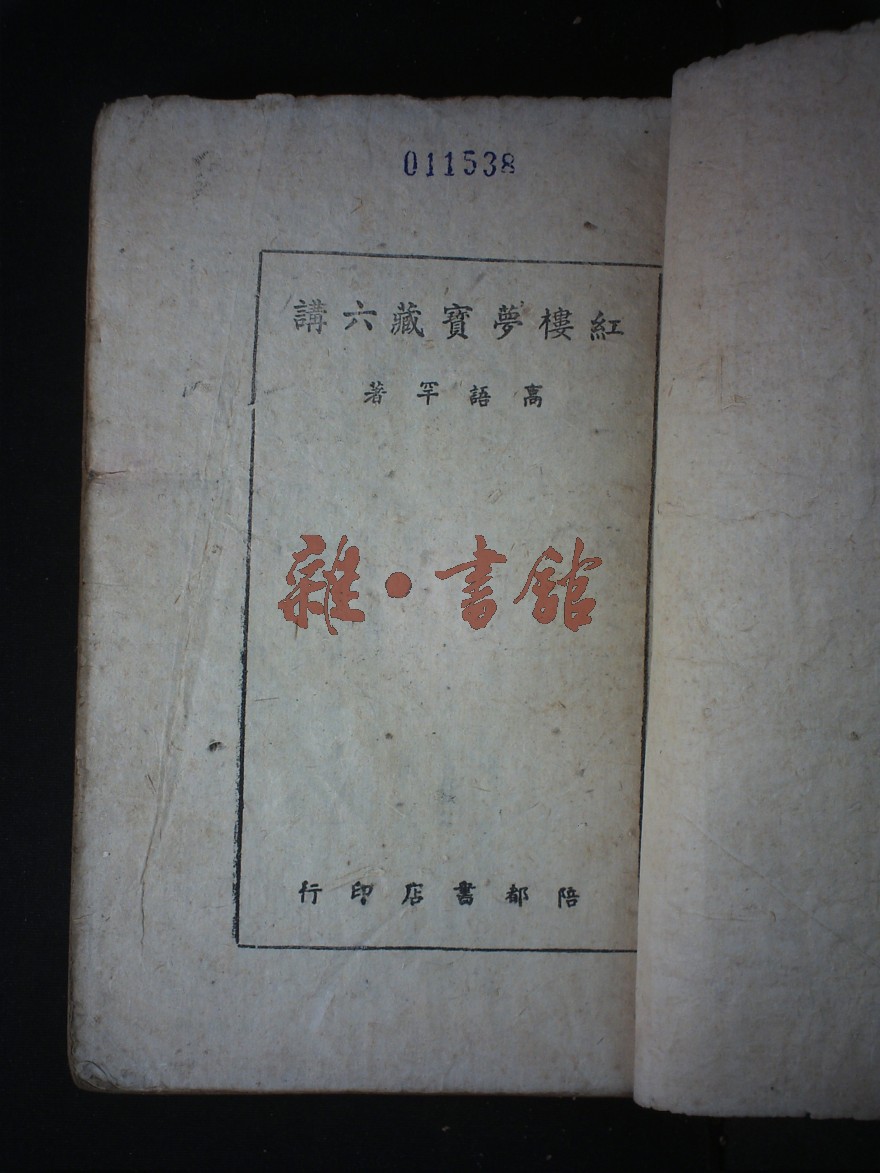 011538
紅樓夢寶藏六講
高語罕著
雜·書館
陪都書店印行